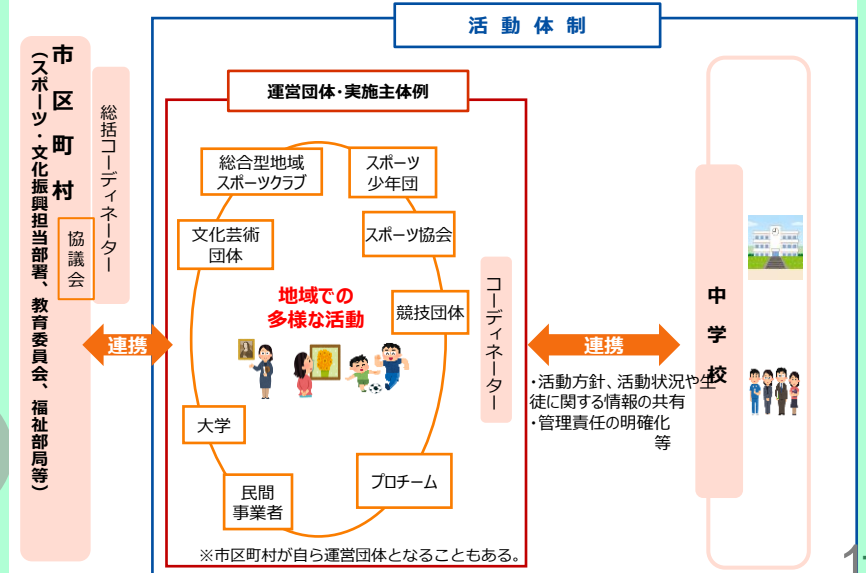 活動体制
市区町村
(スポーツ・文化振興担当部署、教育委員会、福祉部局等)
協議会
総括コーディネーター
連携
運営団体・実施主体例
総合型地域
スポーツクラブ
スポーツ
少年団
文化芸術
団体
スポーツ協会
競技団体
地域での
多様な活動
大学
民間
事業者
プロチーム
※市区町村が自ら運営団体となることもある。
コーディネーター
連携
・活動方針、活動状況や生
徒に関する情報の共有
・管理責任の明確化
等
中学校